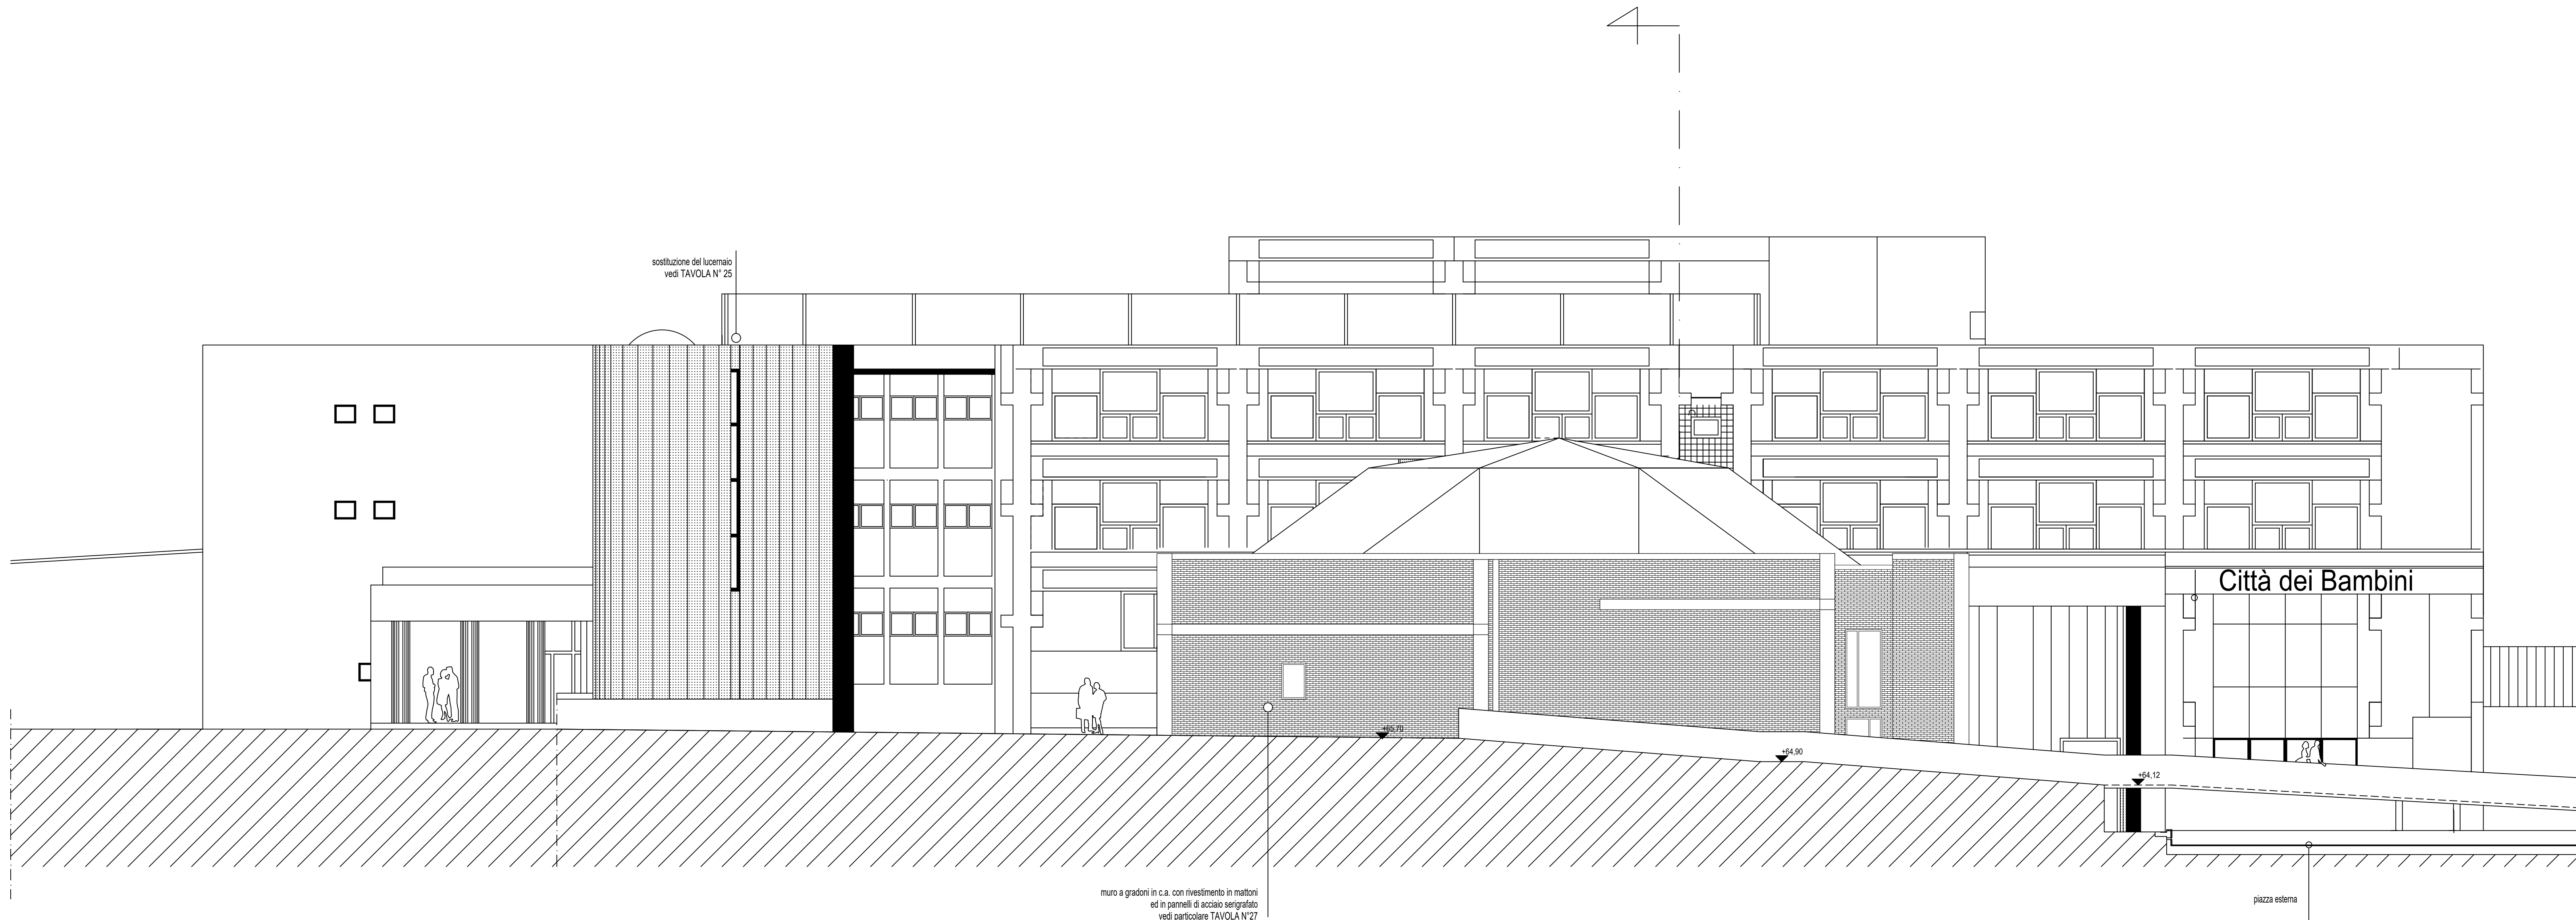 sostituzione del lucernaio
vedi TAVOLA N° 25
Città dei Bambini
+65,70
+64,90
+64,12
muro a gradoni in c.a. con rivestimento in mattoni
ed in pannelli di acciaio serigrafato
vedi particolare TAVOLA N°27
piazza esterna